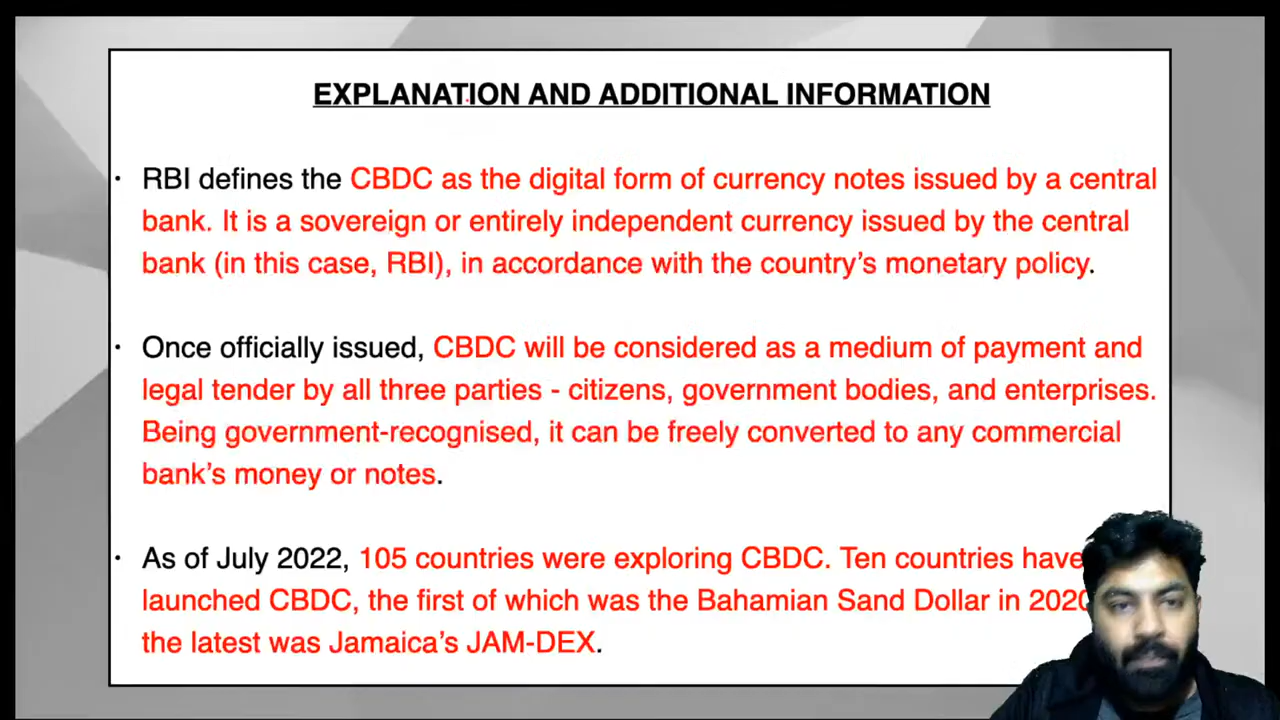 EXPLANATION AND ADDITIONAL INFORMATION
• RBI defines the CBDC as the digital form of currency notes issued by a central
bank. It is a sovereign or entirely independent currency issued by the central
bank (in this case, RBI), in accordance with the country’s monetary policy.
• Once officially issued, CBDC will be considered as a medium of payment and
legal tender by all three parties - citizens, government bodies, and enterprises.
Being government-recognised, it can be freely converted to any commercial
bank’s money or notes.
• As of July 2022, 105 countries were exploring CBDC. Ten countries have
launched CBDC, the first of which was the Bahamian Sand Dollar in 2020
the latest was Jamaica’s JAM-DEX.